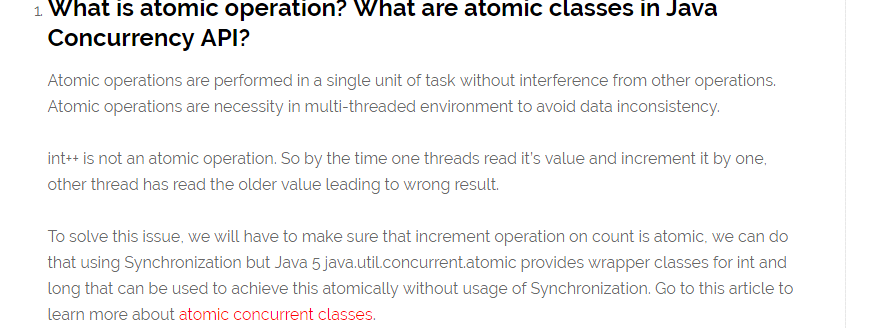 1. What is atomic operation? What are atomic classes in Java
Concurrency API?
Atomic operations are performed in a single unit of task without interference from other operations.
Atomic operations are necessity in multi-threaded environment to avoid data inconsistency.
int++ is not an atomic operation. So by the time one threads read it's value and increment it by one,
other thread has read the older value leading to wrong result.
To solve this issue, we will have to make sure that increment operation on count is atomic, we can do
that using Synchronization but Java 5 java.util.concurrent.atomic provides wrapper classes for int and
long that can be used to achieve this atomically without usage of Synchronization. Go to this article to
learn more about atomic concurrent classes.